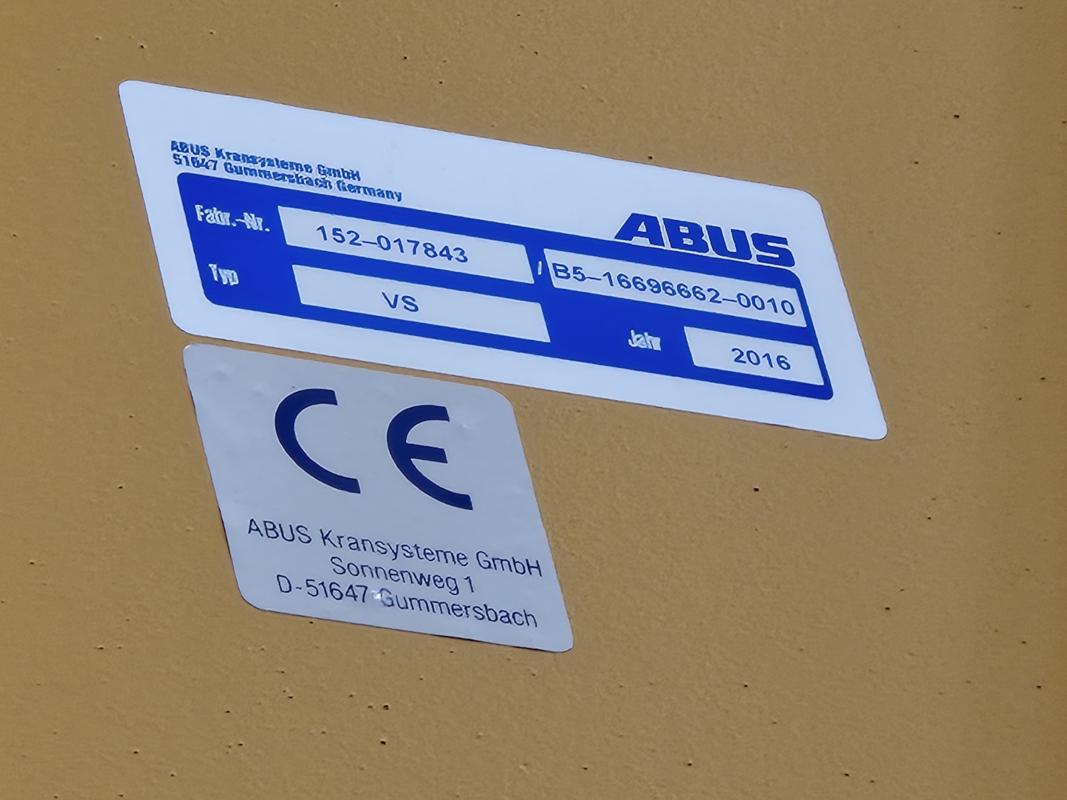 ABUS Kransysteme GmbH
51647 Gummersbach Germany
ABUS
Fabr.-Nr. 152-017843 / B5-16696662-0010
Typ VS Jahr 2016
CE
ABUS Kransysteme GmbH
Sonnenweg 1
D-51647 Gummersbach